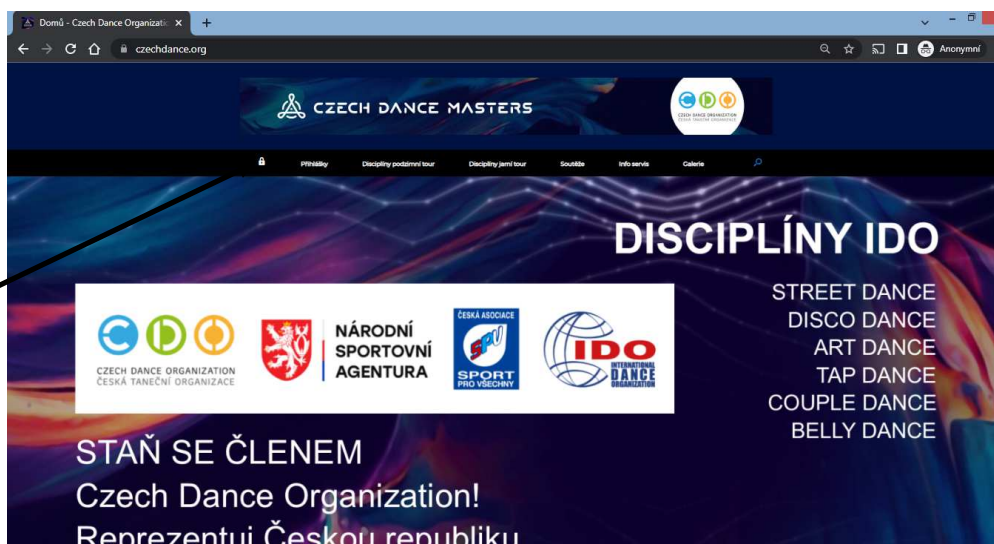 Domů - Czech Dance Organizatio
czechdance.org
Anonymní
CZECH DANCE MASTERS
CZECH DANCE ORGANIZATION
ČESKÁ TANEČNÍ ORGANIZACE
Přihlášky
Disciplíny podzimní tour
Disciplíny jarní tour
Soutěže
Info servis
Galerie
DISCIPLÍNY IDO
STREET DANCE
DISCO DANCE
ART DANCE
TAP DANCE
COUPLE DANCE
BELLY DANCE
CZECH DANCE ORGANIZATION
ČESKÁ TANEČNÍ ORGANIZACE
NÁRODNÍ
SPORTOVNÍ
AGENTURA
ČESKÁ ASOCIACE
SPV
SPORT
PRO VŠECHNY
IDO
INTERNATIONAL
DANCE
ORGANIZATION
STAŇ SE ČLENEM
Czech Dance Organization!
Reprezentuj Českou republiku